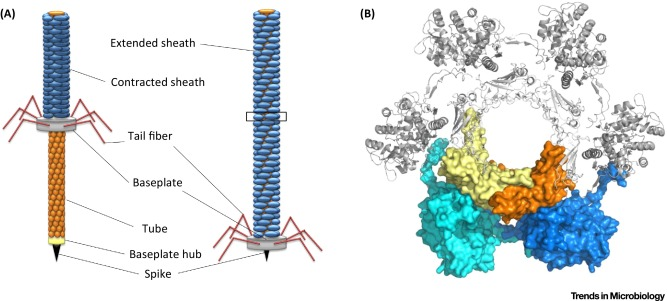 (A)
(B)
Extended sheath
Contracted sheath
Tail fiber
Baseplate
Tube
Baseplate hub
Spike
Trends in Microbiology